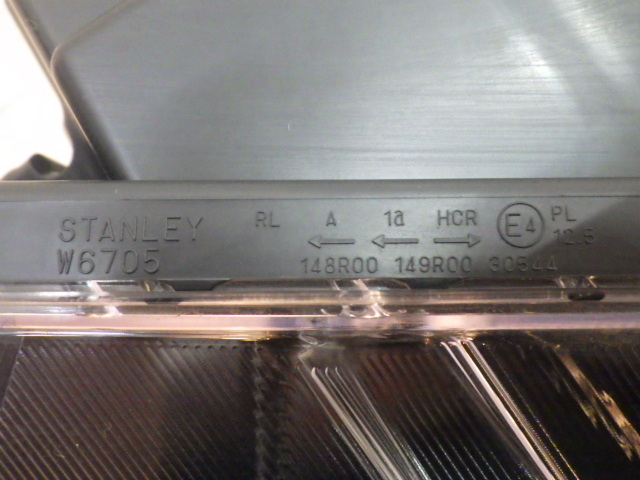 STANLEY RL A 1a HCR E4 PL
← ← → 12.5
W6705 148R00 149R00 30544